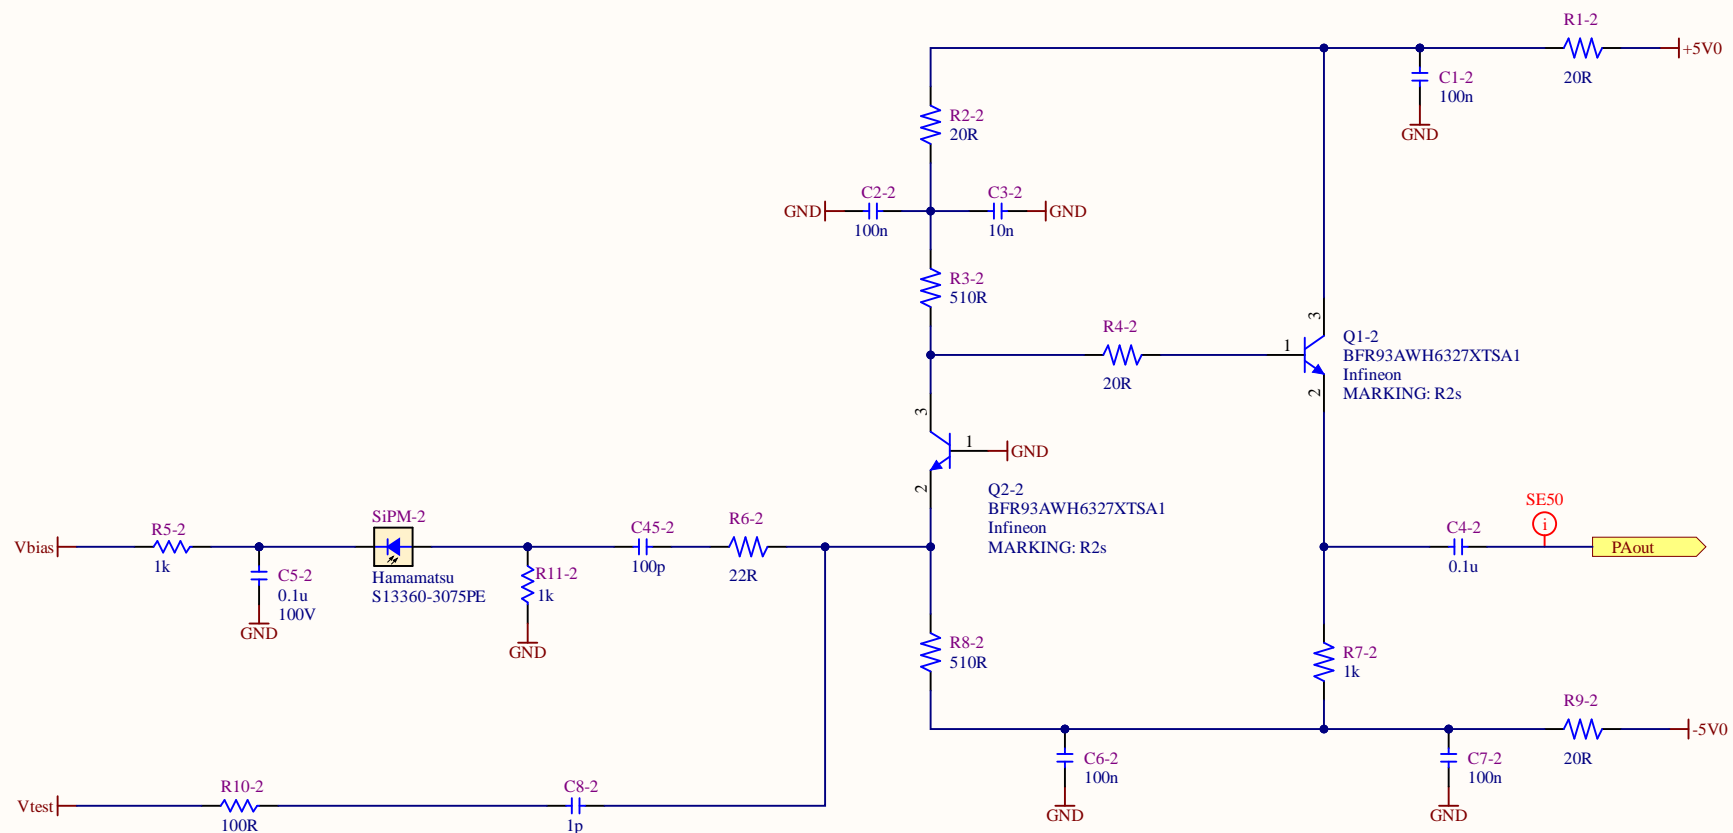 R1-2
+5V0
20R
C1-2
100n
GND
R2-2
20R
C2-2
C3-2
GND
GND
100n
10n
R3-2
510R
R4-2
20R
3
1
2
Q1-2
BFR93AWH6327XTSA1
Infineon
MARKING: R2s
3
1
GND
2
Q2-2
BFR93AWH6327XTSA1
Infineon
MARKING: R2s
Vbias
R5-2
1k
C5-2
0.1u
100V
GND
SiPM-2
Hamamatsu
S13360-3075PE
R11-2
1k
GND
C45-2
100p
R6-2
22R
SE50
i
C4-2
0.1u
PAout
R8-2
510R
R7-2
1k
R9-2
-5V0
20R
C6-2
100n
GND
C7-2
100n
GND
Vtest
R10-2
100R
C8-2
1p